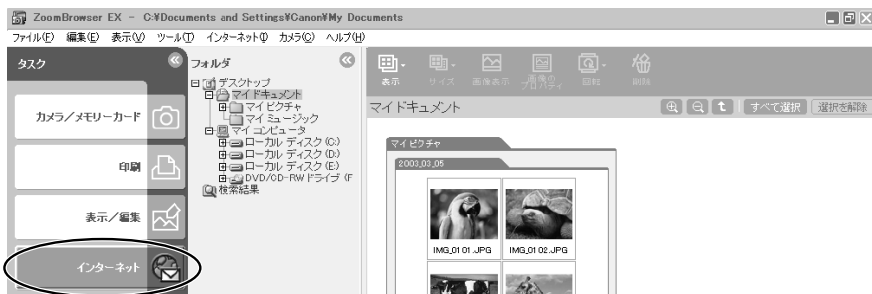 ZoomBrowser EX - C:¥Documents and Settings¥Canon¥My Documents
ファイル(F) 編集(E) 表示(V) ツール(T) インターネット(I) カメラ(C) ヘルプ(H)
タスク
カメラ/メモリーカード
印刷
表示/編集
インターネット
フォルダ
デスクトップ
マイ ドキュメント
マイ ピクチャ
マイ ミュージック
マイ コンピュータ
ローカル ディスク (C:)
ローカル ディスク (D:)
ローカル ディスク (E:)
DVD/CD-RW ドライブ (F
検索結果
表示 サイズ 画像表示 画像の プロパティ 回転 削除
マイ ドキュメント すべて選択 選択を解除
マイ ピクチャ
2003_03_05
IMG_0101.JPG IMG_0102.JPG